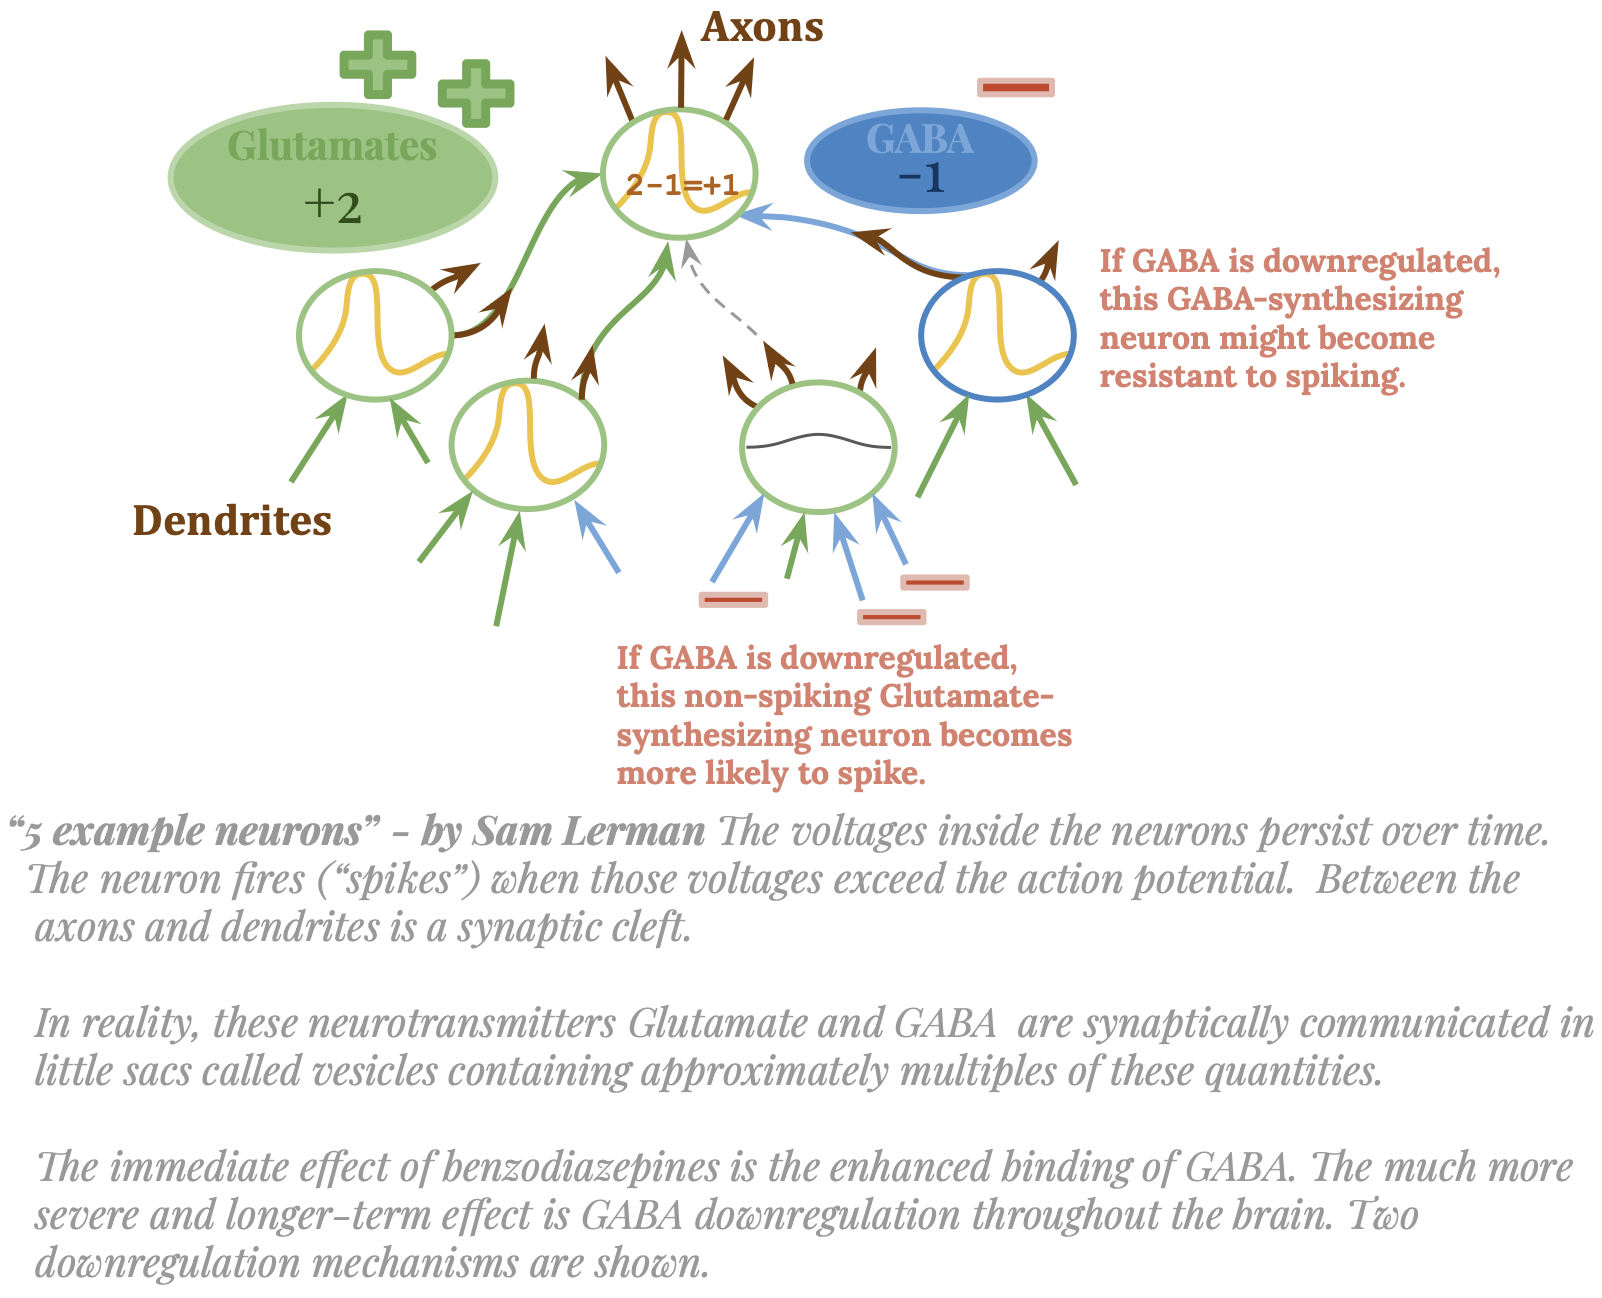 Axons
Glutamates
+2
2-1=+1
GABA
-1
If GABA is downregulated,
this GABA-synthesizing
neuron might become
resistant to spiking.
Dendrites
If GABA is downregulated,
this non-spiking Glutamate-
synthesizing neuron becomes
more likely to spike.
“5 example neurons” - by Sam Lerman The voltages inside the neurons persist over time.
The neuron fires (“spikes”) when those voltages exceed the action potential. Between the
axons and dendrites is a synaptic cleft.
In reality, these neurotransmitters Glutamate and GABA are synaptically communicated in
little sacs called vesicles containing approximately multiples of these quantities.
The immediate effect of benzodiazepines is the enhanced binding of GABA. The much more
severe and longer-term effect is GABA downregulation throughout the brain. Two
downregulation mechanisms are shown.